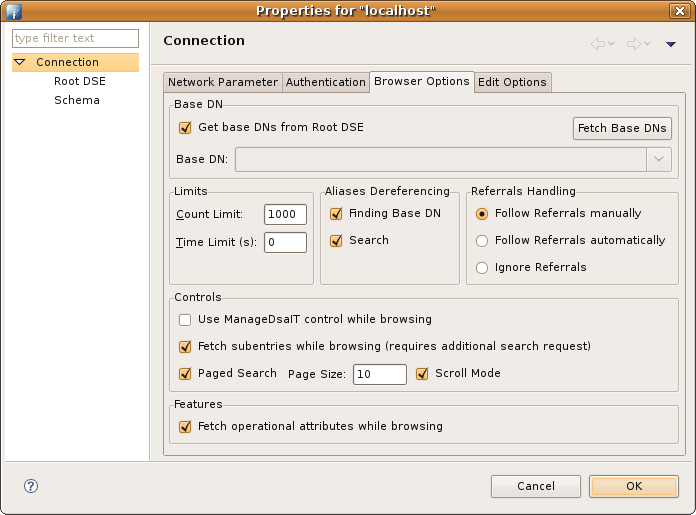 Properties for "localhost"
type filter text
Connection
Root DSE
Schema
Connection
Network Parameter Authentication Browser Options Edit Options
Base DN
Get base DNs from Root DSE Fetch Base DNs
Base DN:
Limits
Count Limit: 1000
Time Limit (s): 0
Aliases Dereferencing
Finding Base DN
Search
Referrals Handling
Follow Referrals manually
Follow Referrals automatically
Ignore Referrals
Controls
Use ManageDsaIT control while browsing
Fetch subentries while browsing (requires additional search request)
Paged Search Page Size: 10 Scroll Mode
Features
Fetch operational attributes while browsing
? Cancel OK